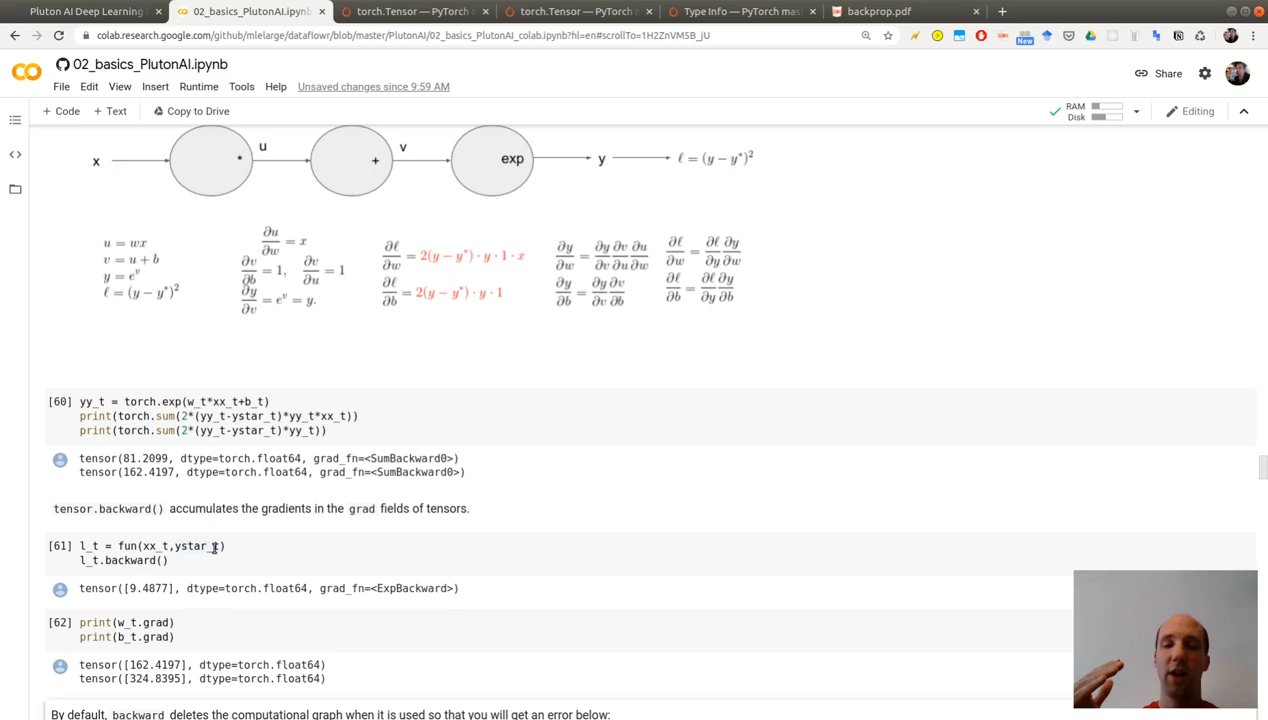 Pluton AI Deep Learning
02_basics_PlutonAI.ipynb
torch.Tensor — PyTorch
torch.Tensor — PyTorch
Type Info — PyTorch mas
backprop.pdf
colab.research.google.com/github/mlelarge/dataflowr/blob/master/PlutonAI/02_basics_PlutonAI_colab.ipynb?hl=en#scrollTo=1H2ZnVM5B_jU
New
02_basics_PlutonAI.ipynb
Share
File Edit View Insert Runtime Tools Help Unsaved changes since 9:59 AM
+ Code + Text Copy to Drive
RAM
Disk
Editing
x * u + v exp y ℓ = (y − y*)²
u = wx
v = u + b
y = e^v
ℓ = (y − y*)²
∂u/∂w = x
∂v/∂b = 1, ∂v/∂u = 1
∂y/∂v = e^v = y.
∂ℓ/∂w = 2(y − y*) · y · 1 · x
∂ℓ/∂b = 2(y − y*) · y · 1
∂y/∂w = ∂y/∂v ∂v/∂u ∂u/∂w
∂y/∂b = ∂y/∂v ∂v/∂b
∂ℓ/∂w = ∂ℓ/∂y ∂y/∂w
∂ℓ/∂b = ∂ℓ/∂y ∂y/∂b
[60] yy_t = torch.exp(w_t*xx_t+b_t)
print(torch.sum(2*(yy_t-ystar_t)*yy_t*xx_t))
print(torch.sum(2*(yy_t-ystar_t)*yy_t))
tensor(81.2099, dtype=torch.float64, grad_fn=<SumBackward0>)
tensor(162.4197, dtype=torch.float64, grad_fn=<SumBackward0>)
tensor.backward() accumulates the gradients in the grad fields of tensors.
[61] l_t = fun(xx_t,ystar_t)
l_t.backward()
tensor([9.4877], dtype=torch.float64, grad_fn=<ExpBackward>)
[62] print(w_t.grad)
print(b_t.grad)
tensor([162.4197], dtype=torch.float64)
tensor([324.8395], dtype=torch.float64)
By default, backward deletes the computational graph when it is used so that you will get an error below: